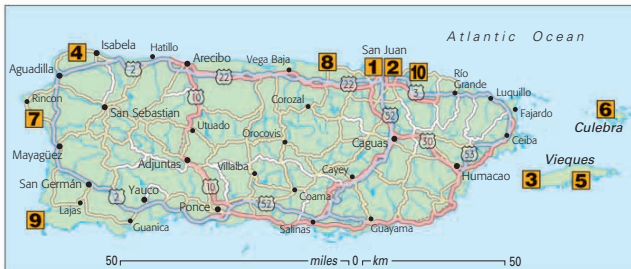 Atlantic Ocean
4 Isabela Hatillo Arecibo Vega Baja 8 San Juan 1 2 10
Aguadilla 2 22 22 3 Río Grande Luquillo
Rincón 7 San Sebastian 10 Corozal 52 Fajardo 6 Culebra
Utuado Orocovis Caguas 30 Ceiba
Mayagüez Adjuntas Villalba Cayey 53 Humacao Vieques 3 5
San Germán Yauco 10 Coama
9 Lajas 2 Guanica Ponce 52 Salinas Guayama
50 miles 0 km 50